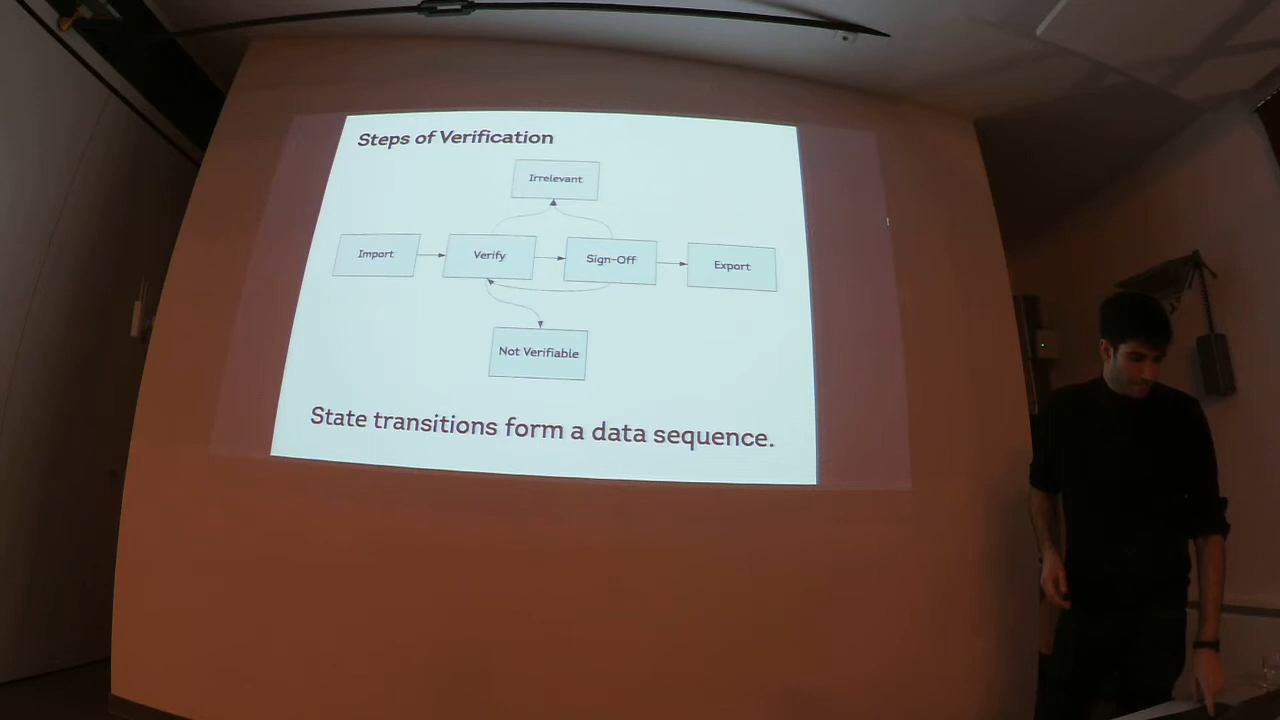 Steps of Verification
Irrelevant
Import
Verify
Sign-Off
Export
Not Verifiable
State transitions form a data sequence.